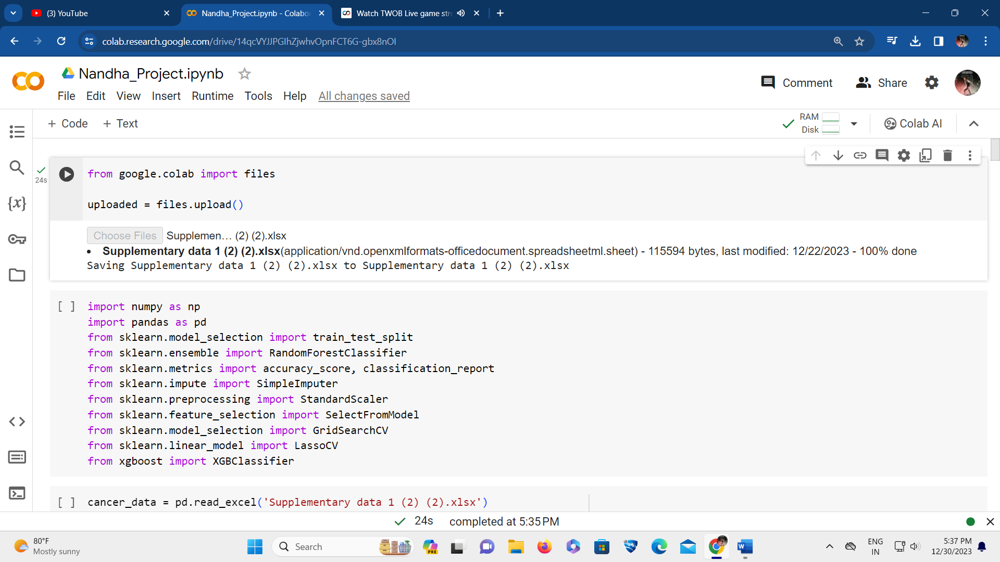 (3) YouTube
Nandha_Project.ipynb - Colabo
Watch TWOB Live game stre
colab.research.google.com/drive/14qcVYJJPGIhZjwhvOpnFCT6G-gbx8nOI
Nandha_Project.ipynb
Comment
Share
File Edit View Insert Runtime Tools Help All changes saved
+ Code + Text
RAM
Disk
Colab AI
24s
from google.colab import files
uploaded = files.upload()
Choose Files Supplemen… (2) (2).xlsx
• Supplementary data 1 (2) (2).xlsx(application/vnd.openxmlformats-officedocument.spreadsheetml.sheet) - 115594 bytes, last modified: 12/22/2023 - 100% done
Saving Supplementary data 1 (2) (2).xlsx to Supplementary data 1 (2) (2).xlsx
[ ] import numpy as np
import pandas as pd
from sklearn.model_selection import train_test_split
from sklearn.ensemble import RandomForestClassifier
from sklearn.metrics import accuracy_score, classification_report
from sklearn.impute import SimpleImputer
from sklearn.preprocessing import StandardScaler
from sklearn.feature_selection import SelectFromModel
from sklearn.model_selection import GridSearchCV
from sklearn.linear_model import LassoCV
from xgboost import XGBClassifier
[ ] cancer_data = pd.read_excel('Supplementary data 1 (2) (2).xlsx')
24s completed at 5:35 PM
80°F
Mostly sunny
Search
PRE
ENG
IN
5:37 PM
12/30/2023